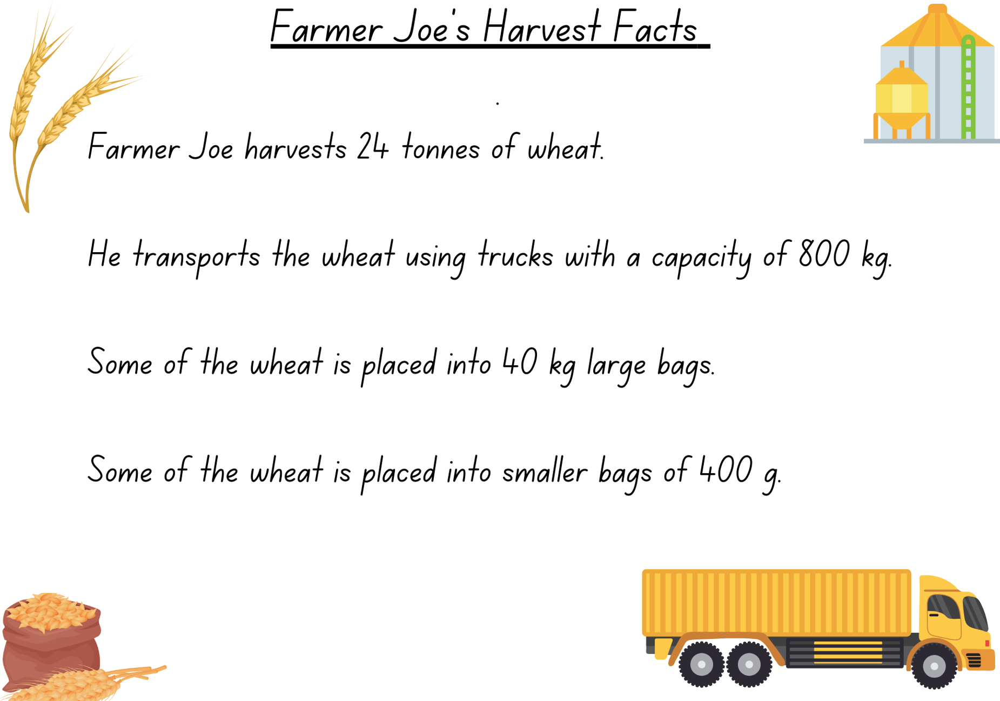 Farmer Joe's Harvest Facts
.
Farmer Joe harvests 24 tonnes of wheat.
He transports the wheat using trucks with a capacity of 800 kg.
Some of the wheat is placed into 40 kg large bags.
Some of the wheat is placed into smaller bags of 400 g.